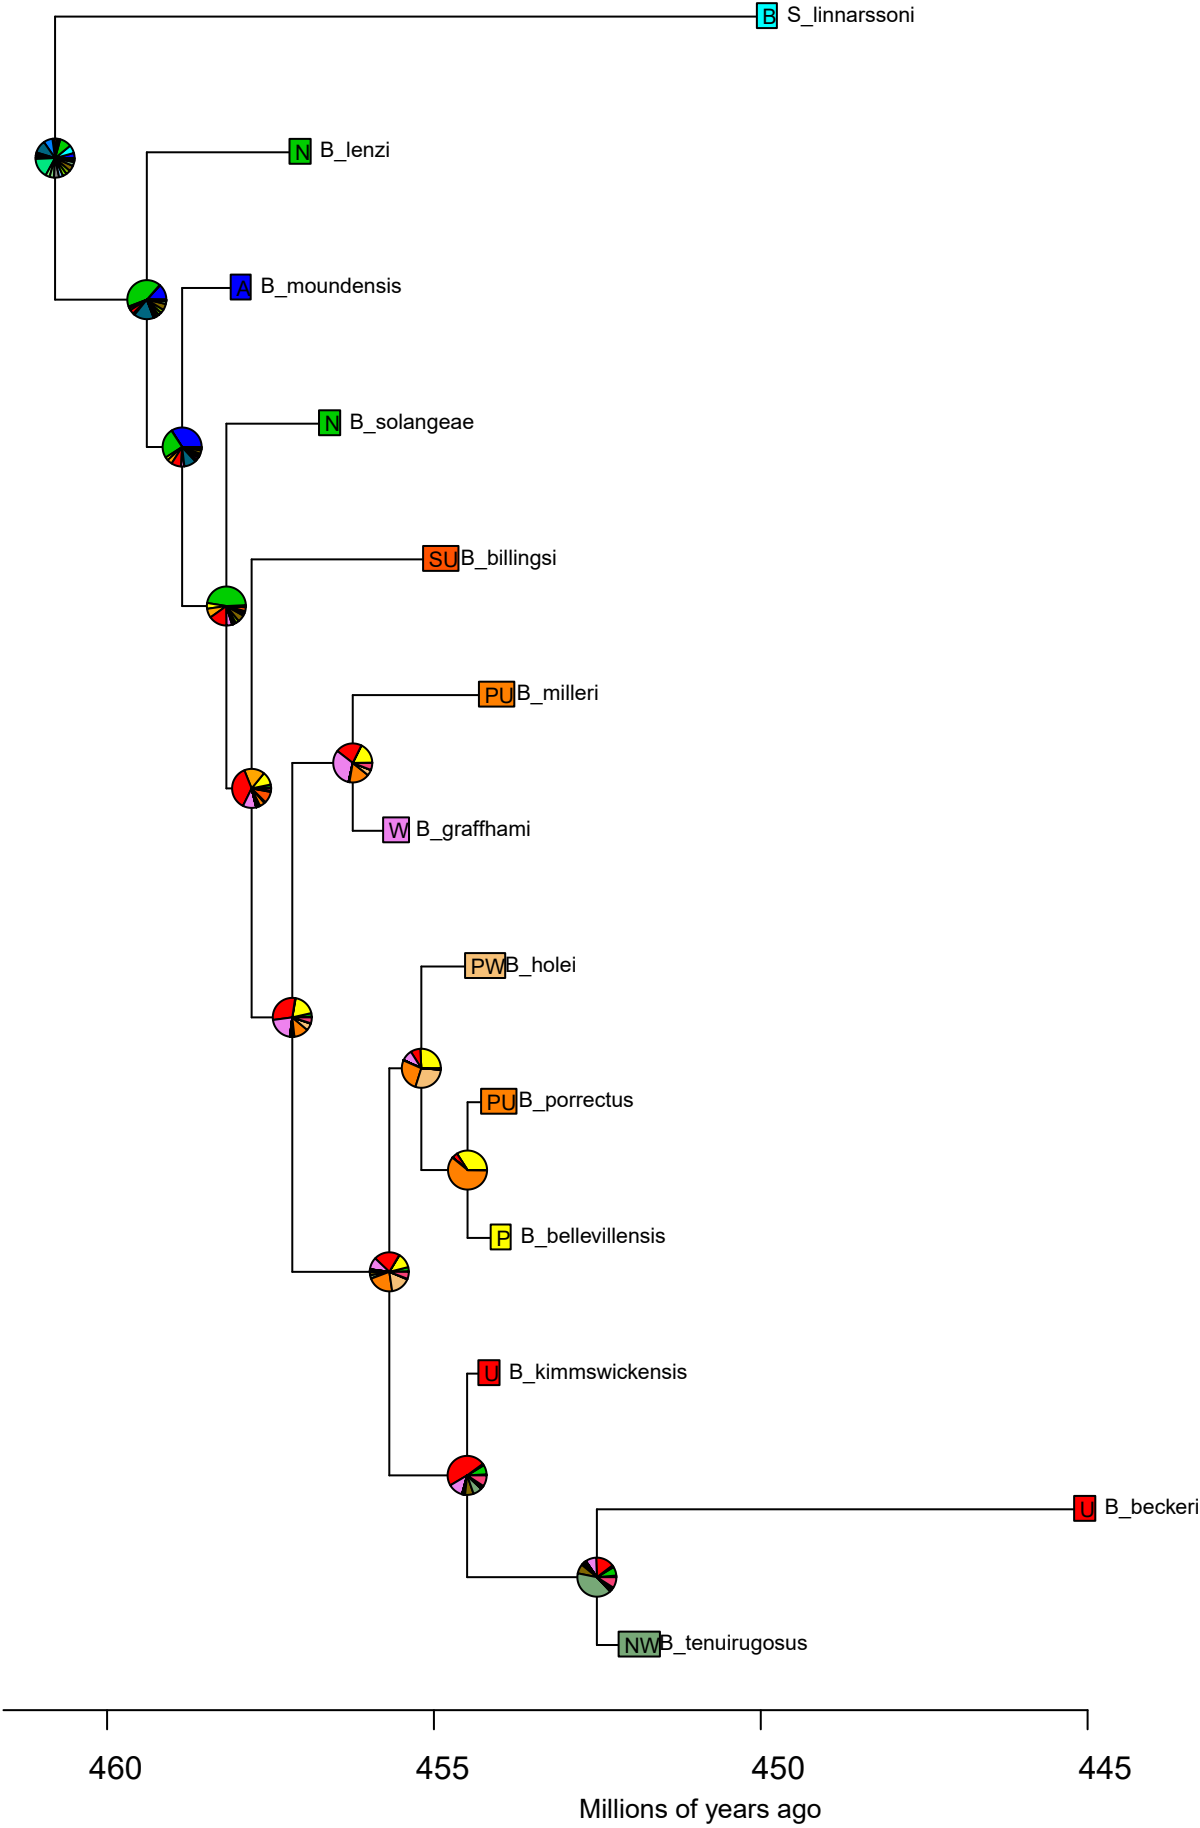 B S_linnarssoni
N B_lenzi
A B_moundensis
N B_solangeae
SU B_billingsi
PU B_milleri
W B_graffhami
PW B_holei
PU B_porrectus
P B_bellevillensis
U B_kimmswickensis
U B_beckeri
NW B_tenuirugosus
460 455 450 445
Millions of years ago